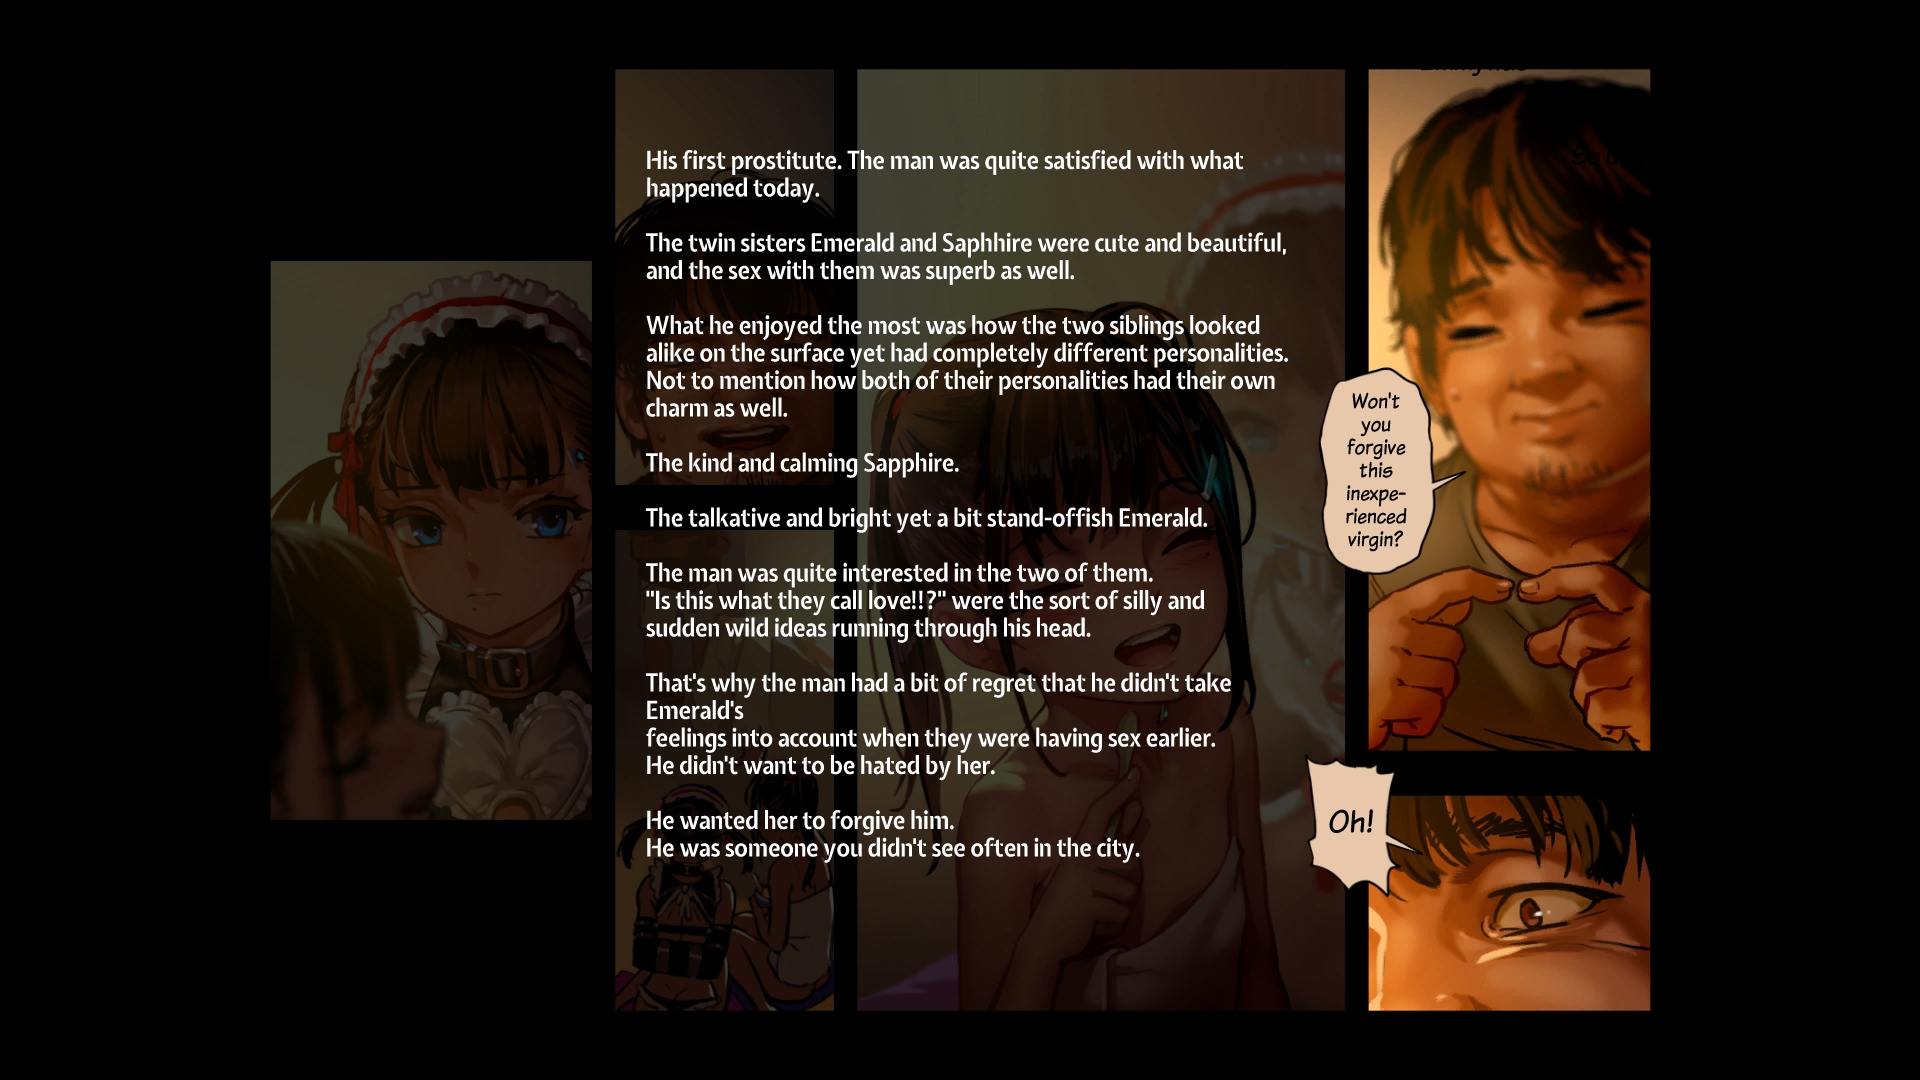 His first prostitute. The man was quite satisfied with what
happened today.
The twin sisters Emerald and Saphhire were cute and beautiful,
and the sex with them was superb as well.
What he enjoyed the most was how the two siblings looked
alike on the surface yet had completely different personalities.
Not to mention how both of their personalities had their own
charm as well.
The kind and calming Sapphire.
The talkative and bright yet a bit stand-offish Emerald.
The man was quite interested in the two of them.
"Is this what they call love!!?" were the sort of silly and
sudden wild ideas running through his head.
That's why the man had a bit of regret that he didn't take
Emerald's
feelings into account when they were having sex earlier.
He didn't want to be hated by her.
He wanted her to forgive him.
He was someone you didn't see often in the city.
Won't
you
forgive
this
inexpe-
rienced
virgin?
Oh!